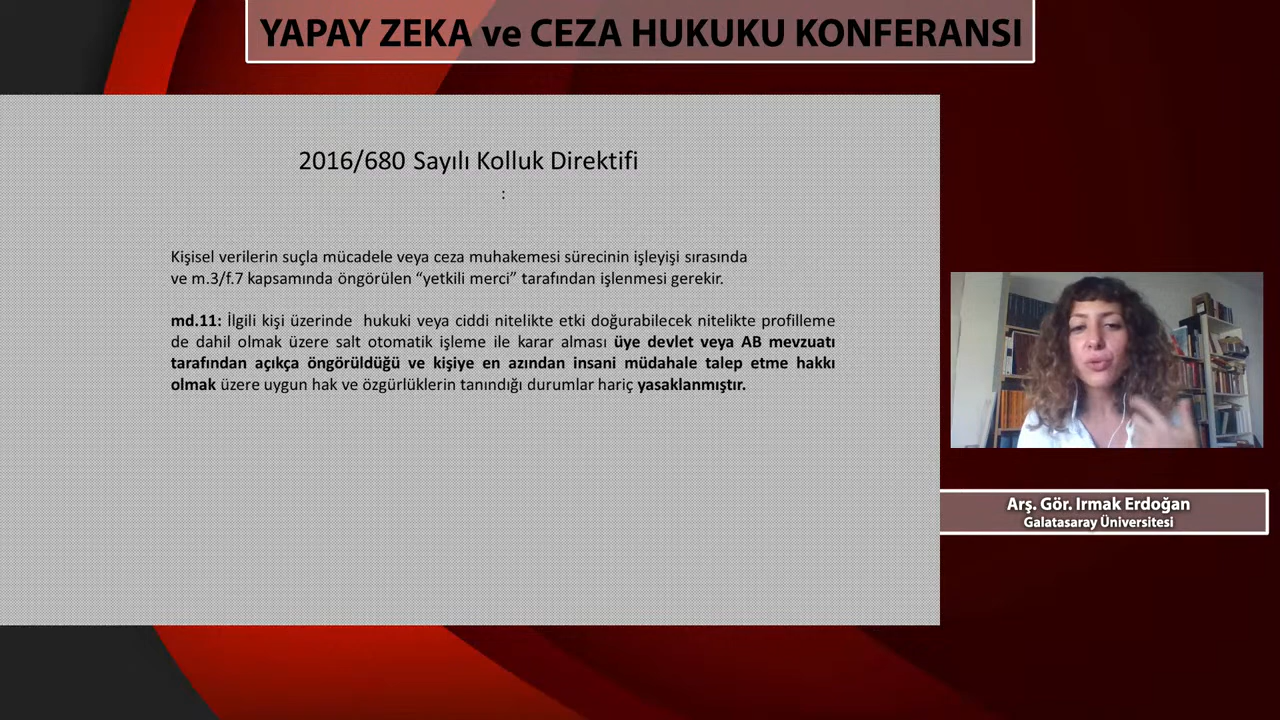 YAPAY ZEKA ve CEZA HUKUKU KONFERANSI
2016/680 Sayılı Kolluk Direktifi
:
Kişisel verilerin suçla mücadele veya ceza muhakemesi sürecinin işleyişi sırasında
ve m.3/f.7 kapsamında öngörülen “yetkili merci” tarafından işlenmesi gerekir.
md.11: İlgili kişi üzerinde hukuki veya ciddi nitelikte etki doğurabilecek nitelikte profilleme
de dahil olmak üzere salt otomatik işleme ile karar alması üye devlet veya AB mevzuatı
tarafından açıkça öngörüldüğü ve kişiye en azından insani müdahale talep etme hakkı
olmak üzere uygun hak ve özgürlüklerin tanındığı durumlar hariç yasaklanmıştır.
Arş. Gör. Irmak Erdoğan
Galatasaray Üniversitesi